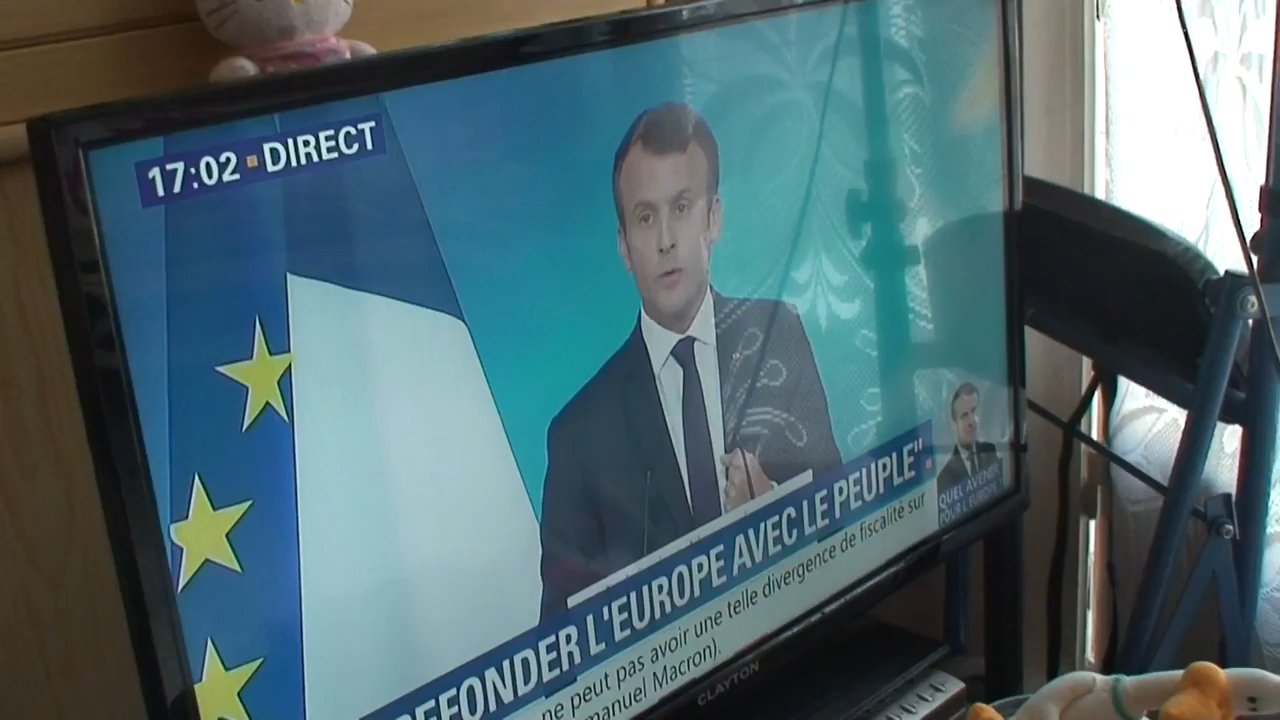 17:02 DIRECT
REFONDER L'EUROPE AVEC LE PEUPLE"
ne peut pas avoir une telle divergence de fiscalité sur
manuel Macron).
QUEL AVENIR
POUR L'EUROPE
CLAYTON